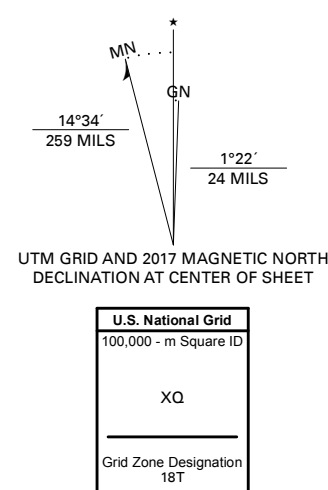 ★
MN
GN
14°34´
259 MILS
1°22´
24 MILS
UTM GRID AND 2017 MAGNETIC NORTH
DECLINATION AT CENTER OF SHEET
U.S. National Grid
100,000 - m Square ID
XQ
Grid Zone Designation
18T